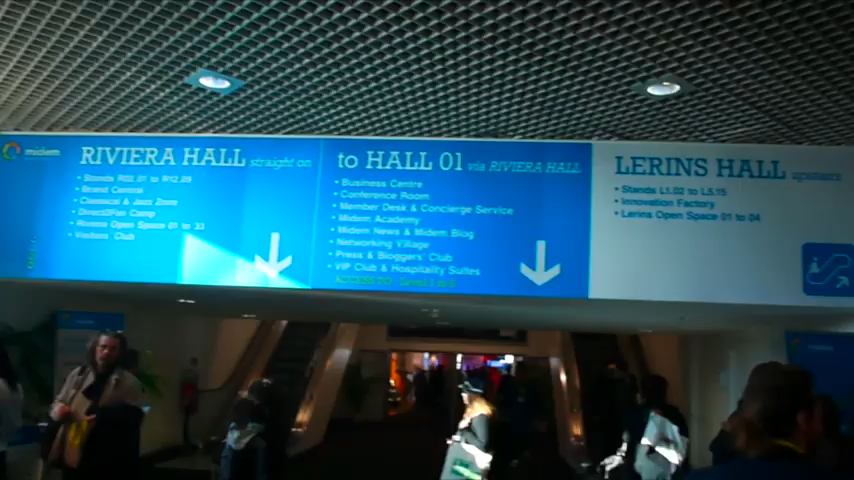 midem
RIVIERA HALL straight on
• Stands R02.01 to R12.09
• Brand Central
• Classical & Jazz Zone
• Direct2Fan Camp
• Riviera Open Space 01 to 33
• Visitors' Club
to HALL 01 via RIVIERA HALL
• Business Centre
• Conference Room
• Member Desk & Concierge Service
• Midem Academy
• Midem News & Midem Blog
• Networking Village
• Press & Bloggers' Club
• VIP Club & Hospitality Suites
LERINS HALL upstairs
• Stands L1.02 to L5.15
• Innovation Factory
• Lerins Open Space 01 to 04